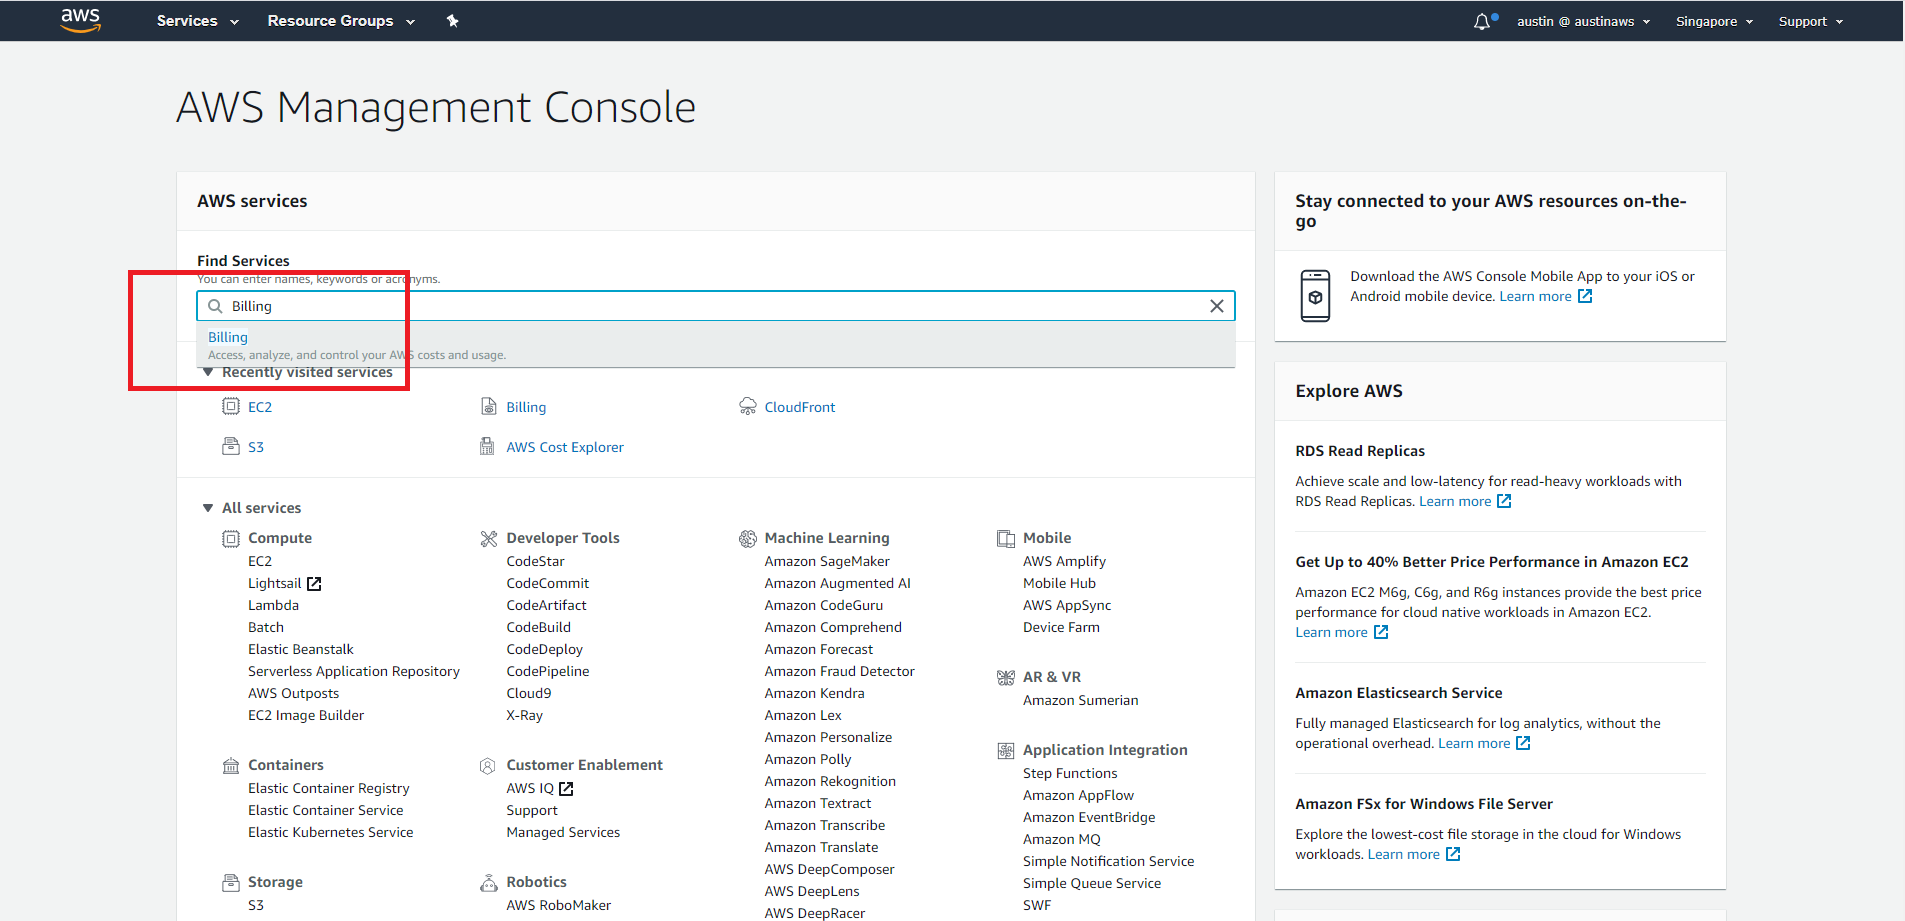 aws
Services
Resource Groups
austin @ austinaws
Singapore
Support
AWS Management Console
AWS services
Find Services
You can enter names, keywords or acronyms.
Billing
Billing
Access, analyze, and control your AWS costs and usage.
Recently visited services
EC2
Billing
CloudFront
S3
AWS Cost Explorer
All services
Compute
EC2
Lightsail
Lambda
Batch
Elastic Beanstalk
Serverless Application Repository
AWS Outposts
EC2 Image Builder
Containers
Elastic Container Registry
Elastic Container Service
Elastic Kubernetes Service
Storage
S3
Developer Tools
CodeStar
CodeCommit
CodeArtifact
CodeBuild
CodeDeploy
CodePipeline
Cloud9
X-Ray
Customer Enablement
AWS IQ
Support
Managed Services
Robotics
AWS RoboMaker
Machine Learning
Amazon SageMaker
Amazon Augmented AI
Amazon CodeGuru
Amazon Comprehend
Amazon Forecast
Amazon Fraud Detector
Amazon Kendra
Amazon Lex
Amazon Personalize
Amazon Polly
Amazon Rekognition
Amazon Textract
Amazon Transcribe
Amazon Translate
AWS DeepComposer
AWS DeepLens
AWS DeepRacer
Mobile
AWS Amplify
Mobile Hub
AWS AppSync
Device Farm
AR & VR
Amazon Sumerian
Application Integration
Step Functions
Amazon AppFlow
Amazon EventBridge
Amazon MQ
Simple Notification Service
Simple Queue Service
SWF
Stay connected to your AWS resources on-the-
go
Download the AWS Console Mobile App to your iOS or
Android mobile device. Learn more
Explore AWS
RDS Read Replicas
Achieve scale and low-latency for read-heavy workloads with
RDS Read Replicas. Learn more
Get Up to 40% Better Price Performance in Amazon EC2
Amazon EC2 M6g, C6g, and R6g instances provide the best price
performance for cloud native workloads in Amazon EC2.
Learn more
Amazon Elasticsearch Service
Fully managed Elasticsearch for log analytics, without the
operational overhead. Learn more
Amazon FSx for Windows File Server
Explore the lowest-cost file storage in the cloud for Windows
workloads. Learn more